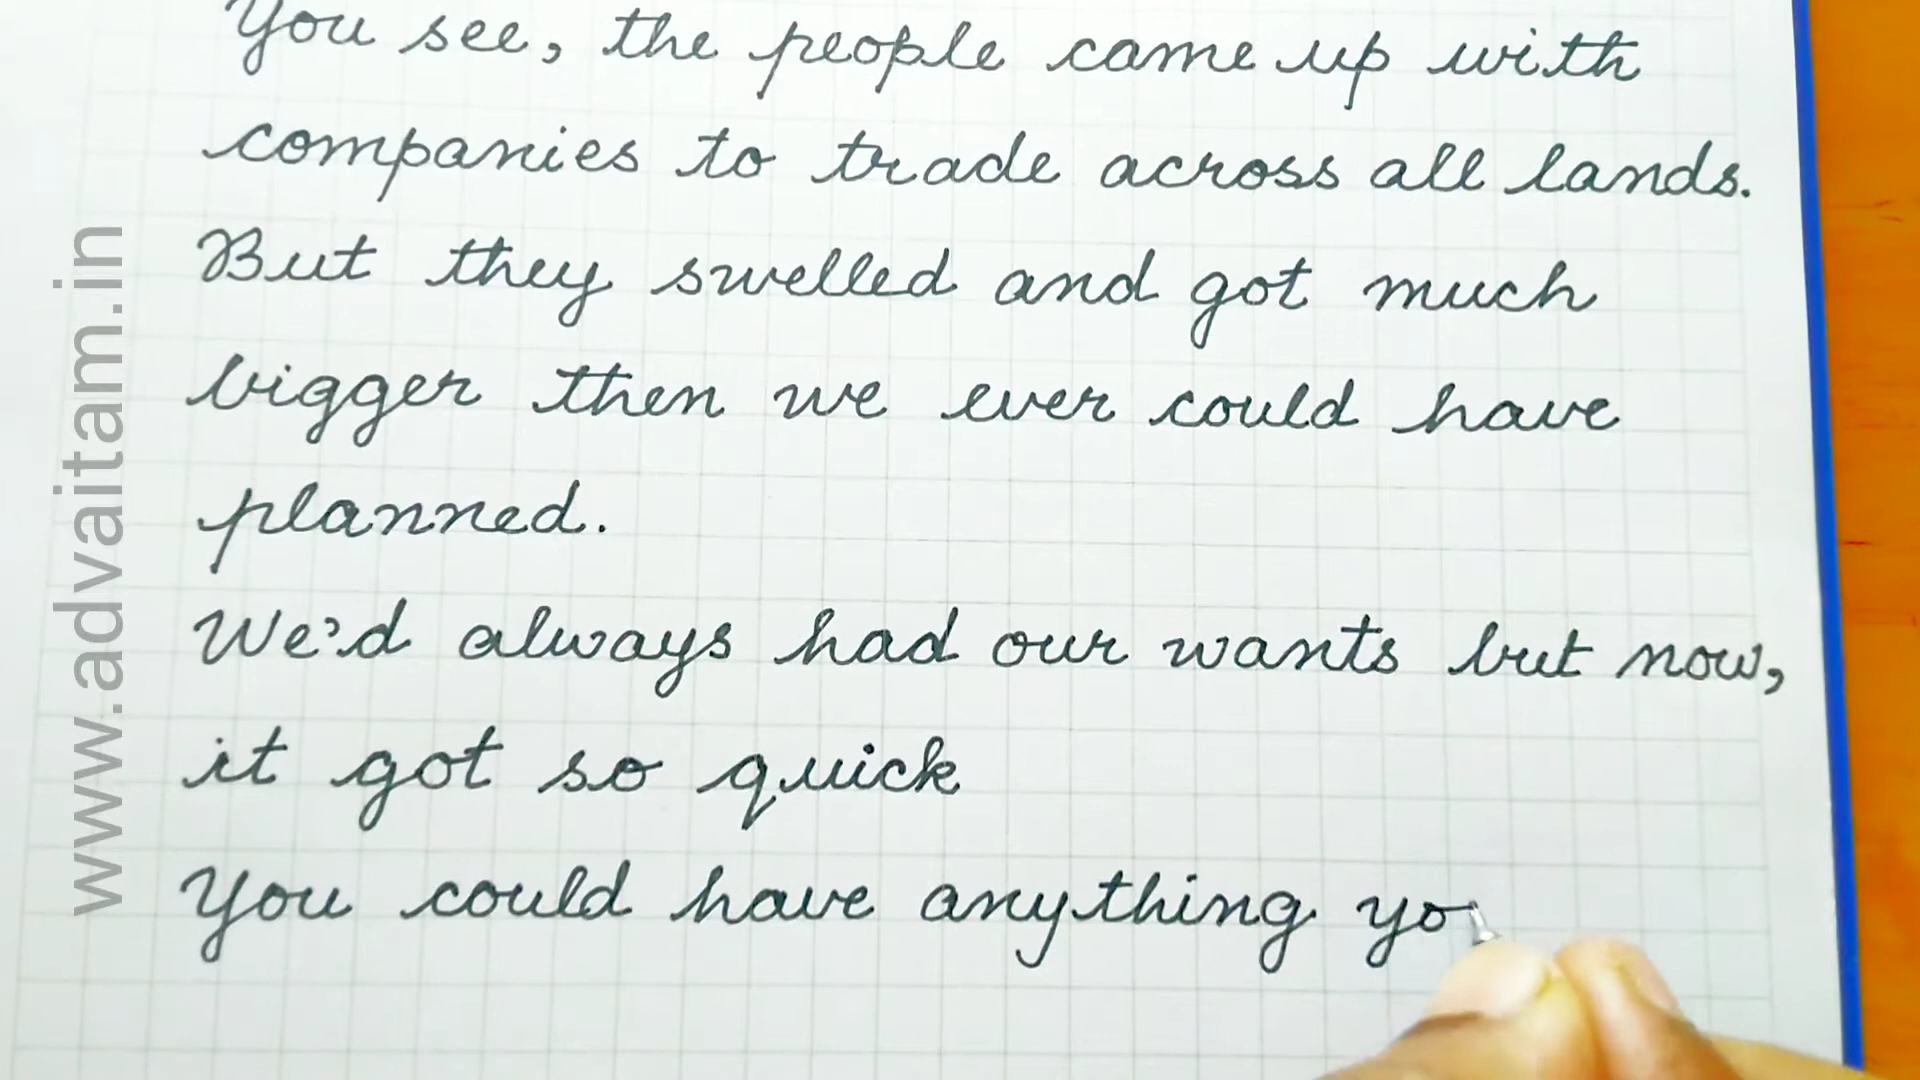 You see, the people came up with
companies to trade across all lands.
But they swelled and got much
bigger then we ever could have
planned.
We'd always had our wants but now,
it got so quick
You could have anything yo
www.advaitam.in